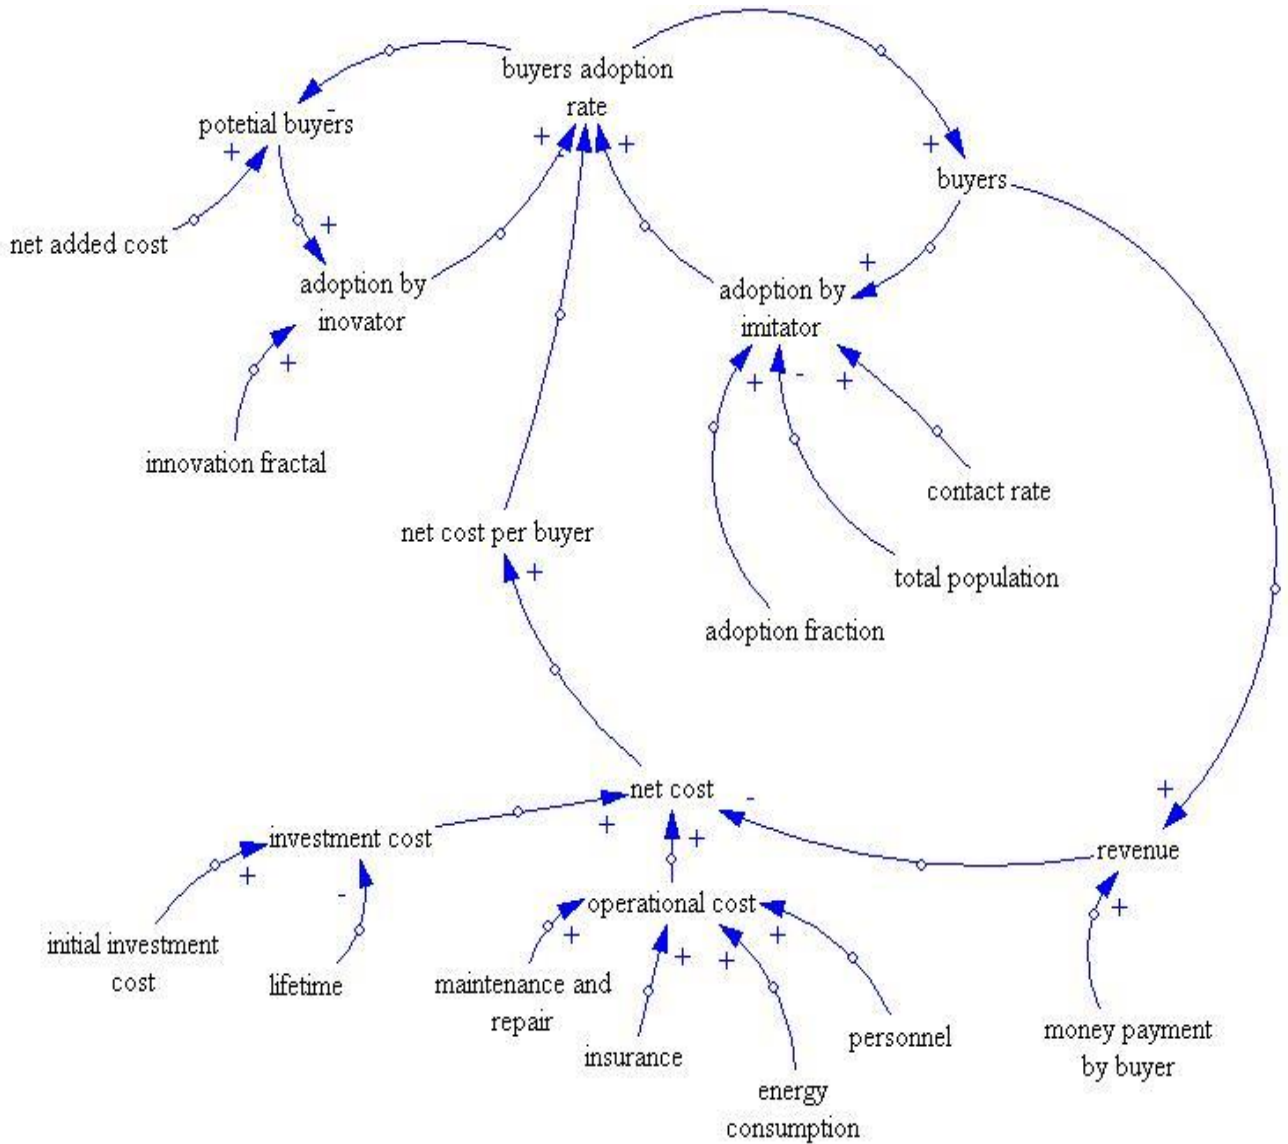 buyers adoption
rate
potetial buyers
-
+
+
-
+
+
buyers
net added cost
+
adoption by
inovator
+
adoption by
imitator
+
+
-
+
innovation fractal
contact rate
net cost per buyer
+
total population
adoption fraction
net cost
-
+
+
+
investment cost
revenue
+
-
+
initial investment
cost
lifetime
operational cost
+
+
+
+
maintenance and
repair
insurance
energy
consumption
personnel
money payment
by buyer